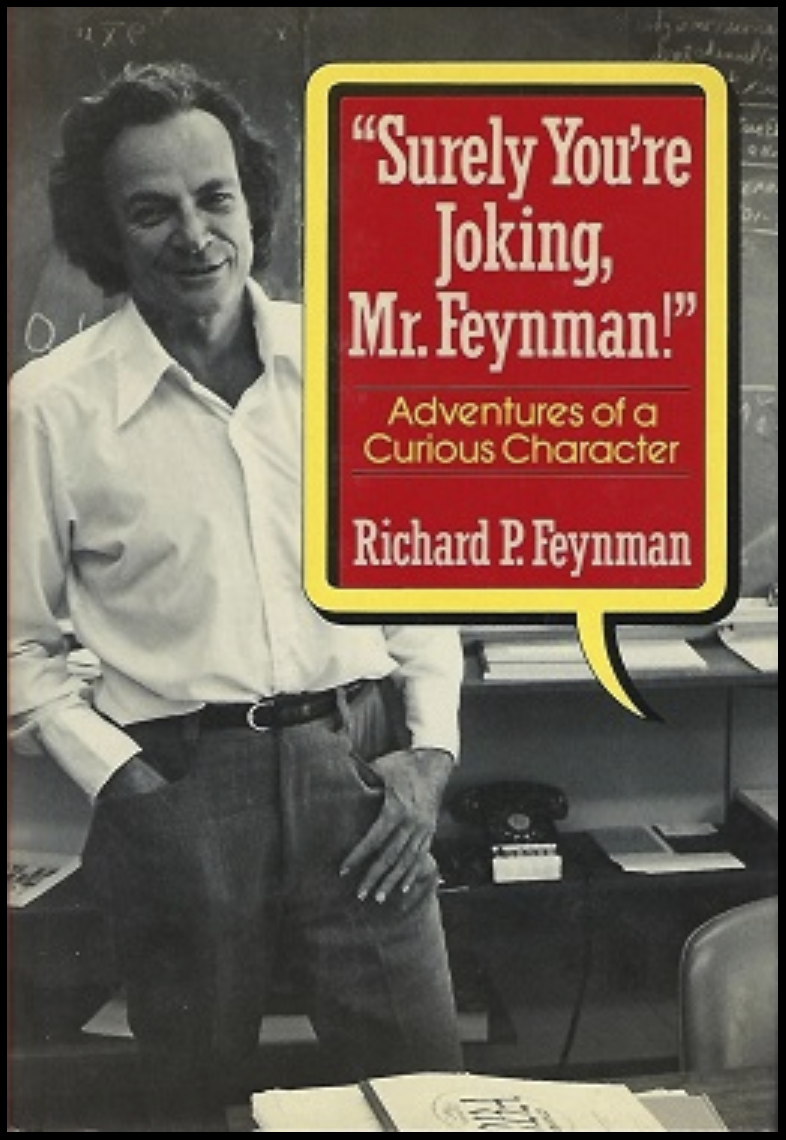 “Surely You’re
Joking,
Mr. Feynman!”
Adventures of a
Curious Character
Richard P. Feynman